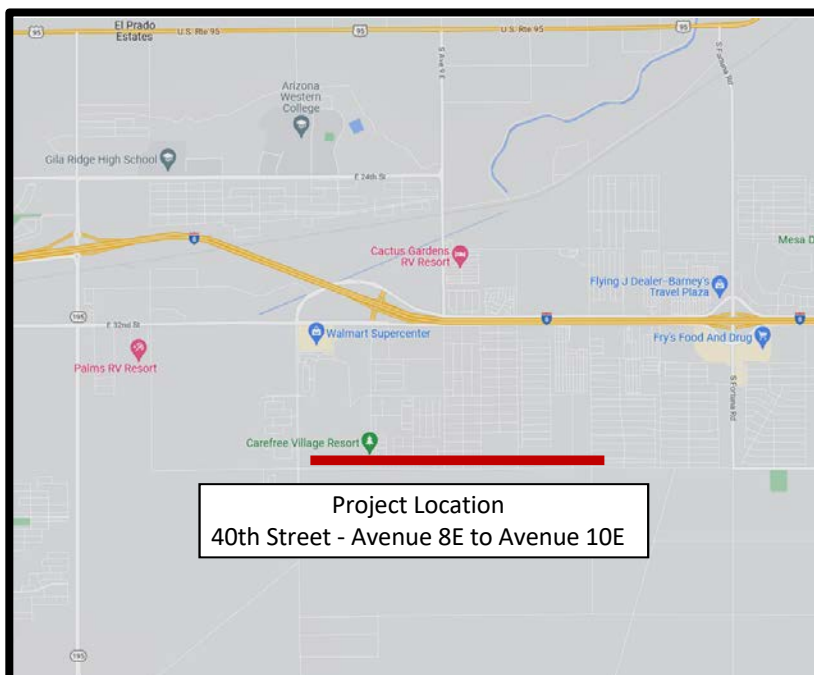 El Prado
Estates
95
U.S. Rte 95
95
U.S. Rte 95
95
S Ave 9 E
S Fortuna Rd
Arizona
Western
College
Gila Ridge High School
E 24th St
8
Cactus Gardens
RV Resort
Mesa D
Flying J Dealer-Barney's
Travel Plaza
195
E 32nd St
8
8
Walmart Supercenter
Fry's Food And Drug
Palms RV Resort
S Fortuna Rd
Carefree Village Resort
Project Location
40th Street - Avenue 8E to Avenue 10E
195